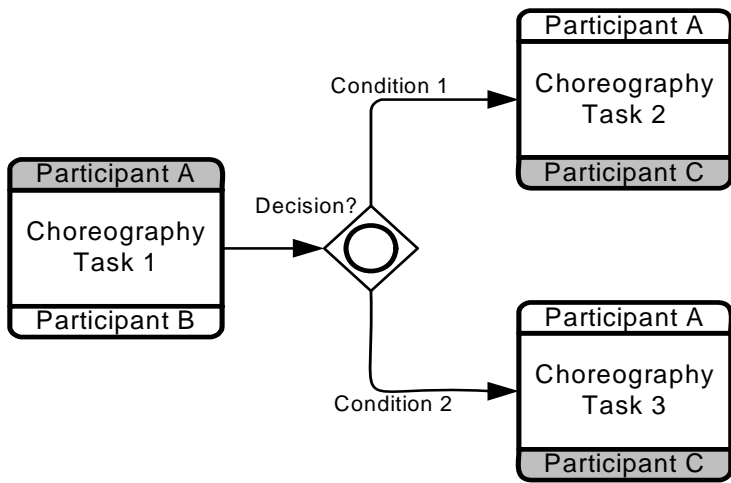 Participant A
Choreography
Task 1
Participant B
Decision?
Condition 1
Participant A
Choreography
Task 2
Participant C
Condition 2
Participant A
Choreography
Task 3
Participant C